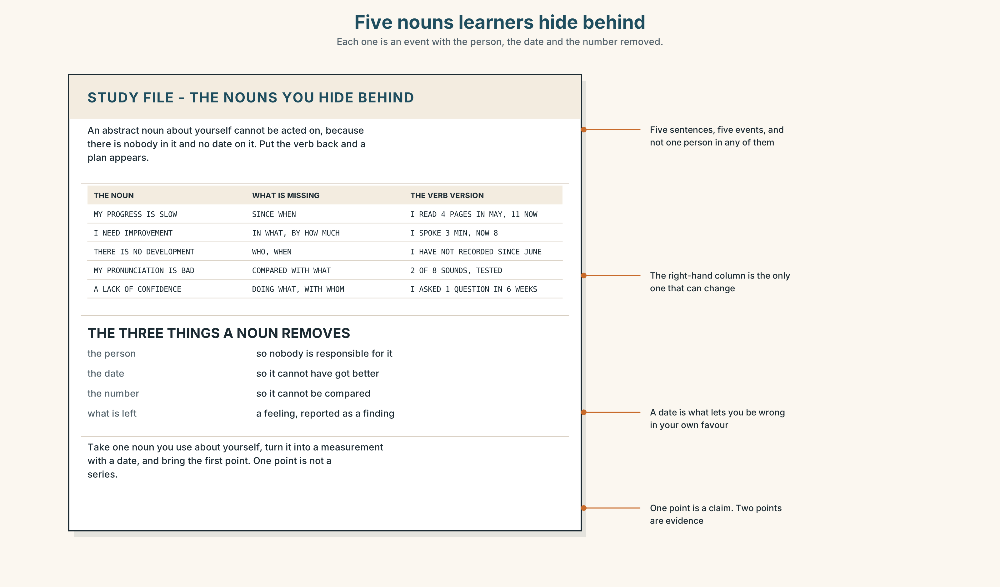 Five nouns learners hide behind
Each one is an event with the person, the date and the number removed.
STUDY FILE - THE NOUNS YOU HIDE BEHIND
An abstract noun about yourself cannot be acted on, because
there is nobody in it and no date on it. Put the verb back and a
plan appears.
Five sentences, five events, and
not one person in any of them
THE NOUN WHAT IS MISSING THE VERB VERSION
MY PROGRESS IS SLOW SINCE WHEN I READ 4 PAGES IN MAY, 11 NOW
I NEED IMPROVEMENT IN WHAT, BY HOW MUCH I SPOKE 3 MIN, NOW 8
THERE IS NO DEVELOPMENT WHO, WHEN I HAVE NOT RECORDED SINCE JUNE
MY PRONUNCIATION IS BAD COMPARED WITH WHAT 2 OF 8 SOUNDS, TESTED
A LACK OF CONFIDENCE DOING WHAT, WITH WHOM I ASKED 1 QUESTION IN 6 WEEKS
The right-hand column is the only
one that can change
THE THREE THINGS A NOUN REMOVES
the person so nobody is responsible for it
the date so it cannot have got better
the number so it cannot be compared
what is left a feeling, reported as a finding
A date is what lets you be wrong
in your own favour
Take one noun you use about yourself, turn it into a measurement
with a date, and bring the first point. One point is not a
series.
One point is a claim. Two points
are evidence